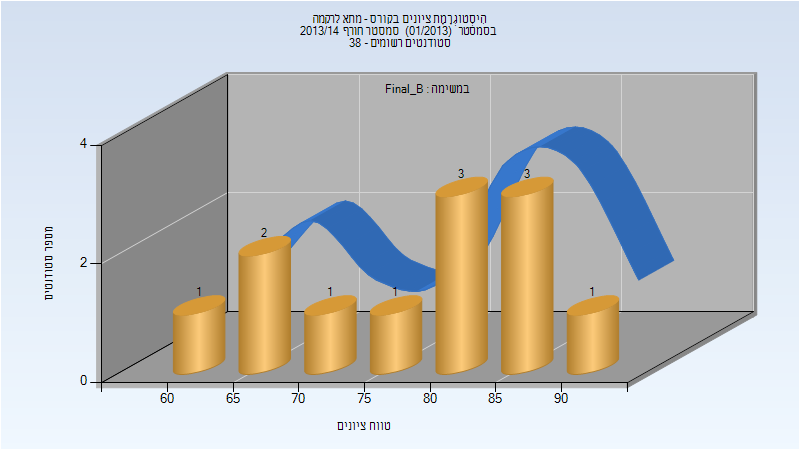 היסטוגרמת ציונים בקורס - מתא לרקמה
בסמסטר (01/2013) סמסטר חורף 2013/14
סטודנטים רשומים - 38
במשימה : Final_B
4
2
0
3
3
2
1
1
1
1
60 65 70 75 80 85 90
מספר סטודנטים
טווח ציונים